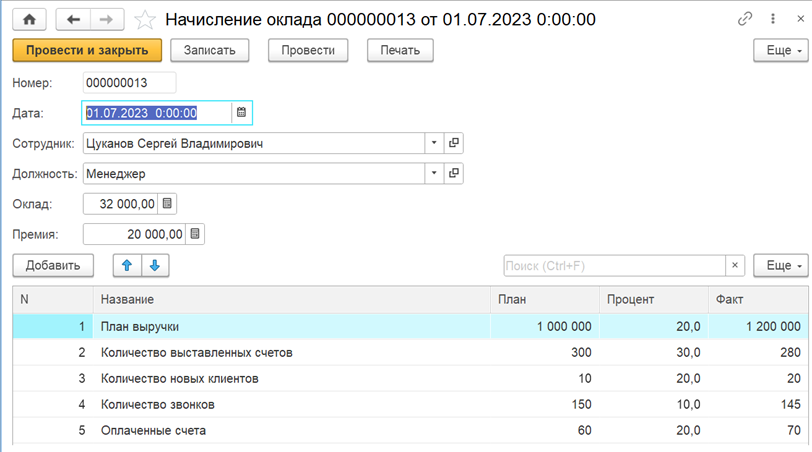 Начисление оклада 000000013 от 01.07.2023 0:00:00
Провести и закрыть Записать Провести Печать Еще
Номер: 000000013
Дата: 01.07.2023 0:00:00
Сотрудник: Цуканов Сергей Владимирович
Должность: Менеджер
Оклад: 32 000,00
Премия: 20 000,00
Добавить Поиск (Ctrl+F) × Еще
N Название План Процент Факт
1 План выручки 1 000 000 20,0 1 200 000
2 Количество выставленных счетов 300 30,0 280
3 Количество новых клиентов 10 20,0 20
4 Количество звонков 150 10,0 145
5 Оплаченные счета 60 20,0 70